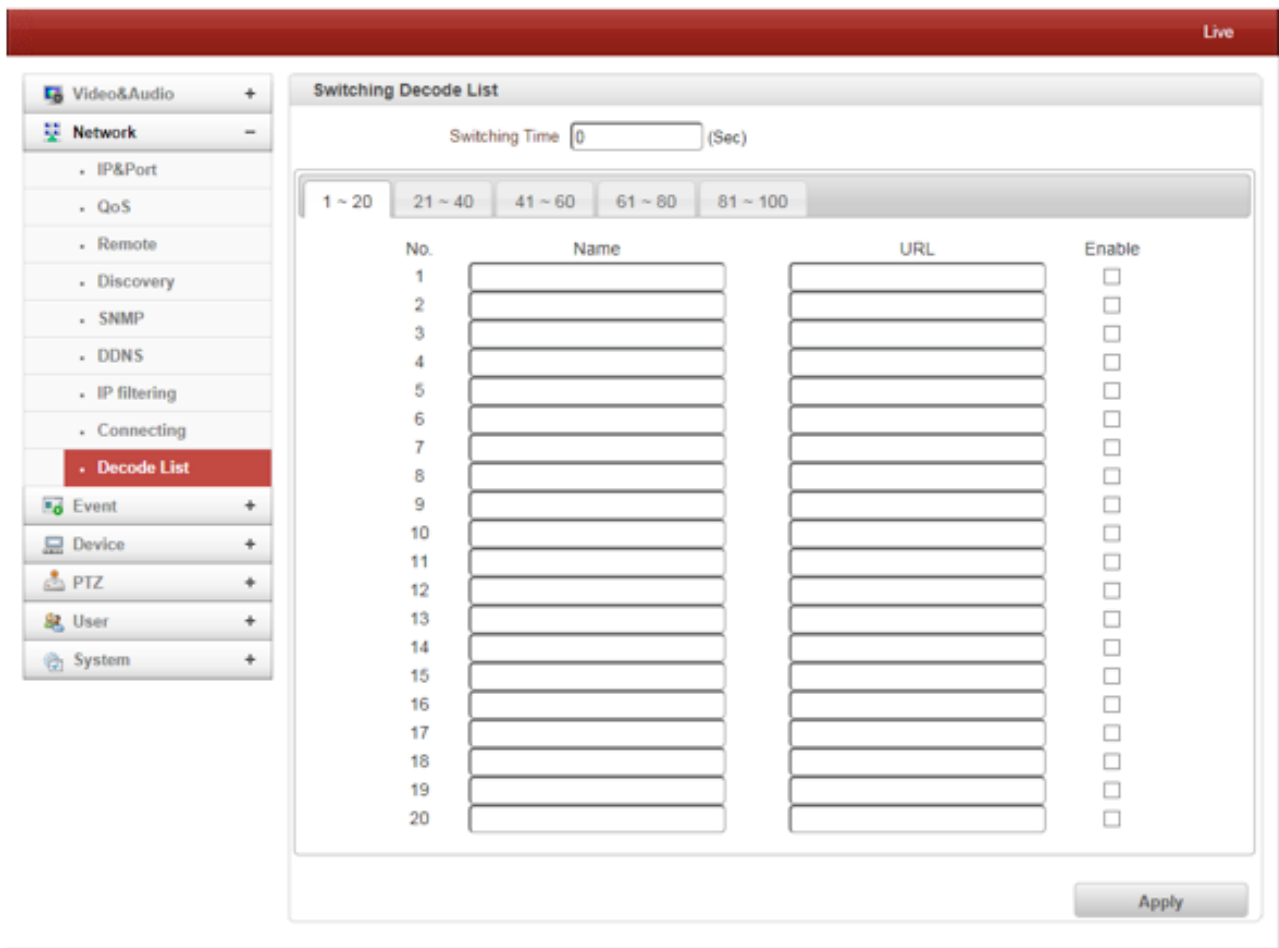 Live
Video&Audio +
Network -
IP&Port
QoS
Remote
Discovery
SNMP
DDNS
IP filtering
Connecting
Decode List
Event +
Device +
PTZ +
User +
System +
Switching Decode List
Switching Time 0 (Sec)
1 ~ 20 21 ~ 40 41 ~ 60 61 ~ 80 81 ~ 100
No. Name URL Enable
1
2
3
4
5
6
7
8
9
10
11
12
13
14
15
16
17
18
19
20
Apply